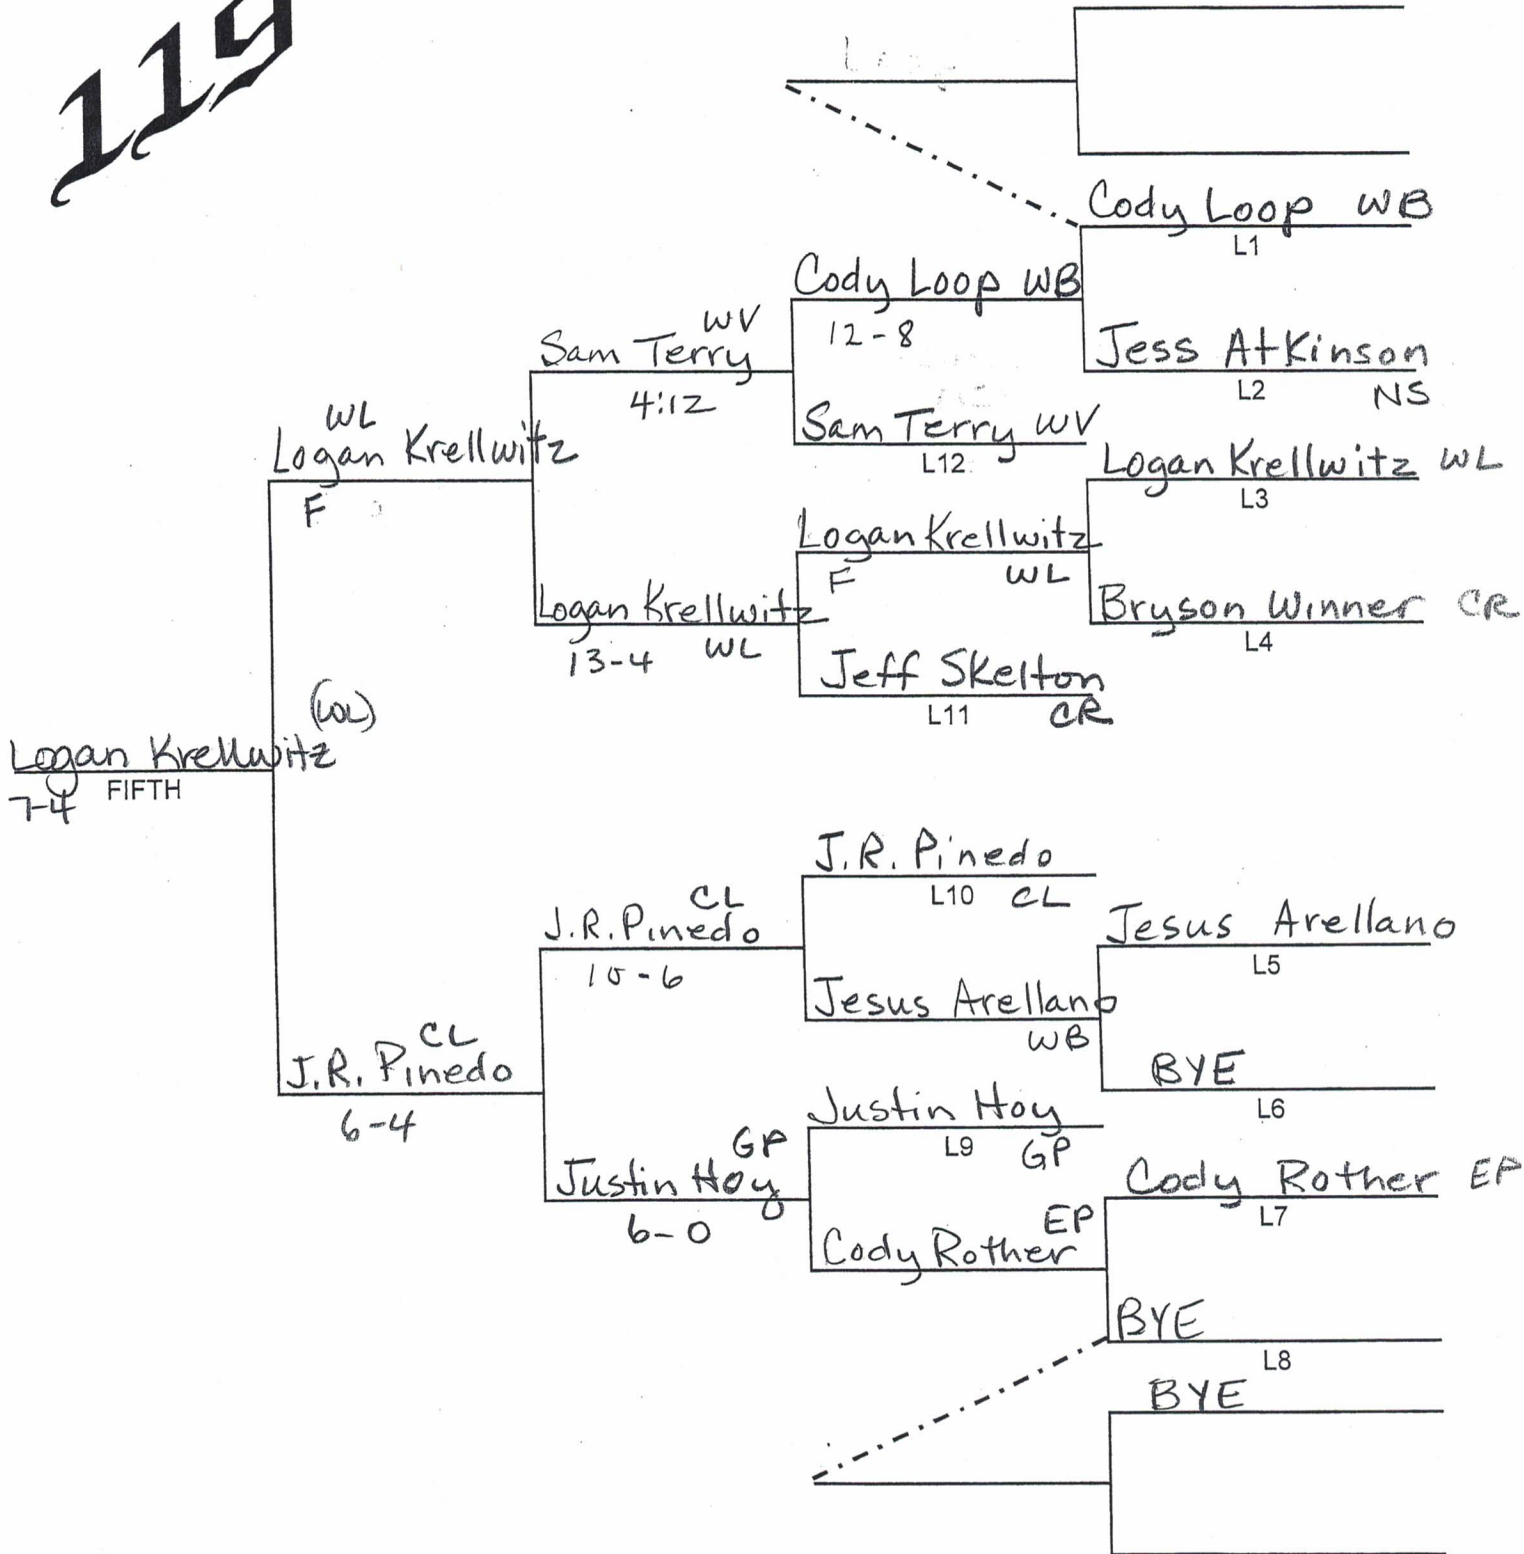 119
Cody Loop WB
L1
Cody Loop WB
12-8
Jess Atkinson
L2 NS
WV
Sam Terry
4:12
Sam Terry WV
L12
WL
Logan Krellwitz
F
Logan Krellwitz WL
L3
Logan Krellwitz
F WL
Bryson Winner CR
L4
Logan Krellwitz
13-4 WL
Jeff Skelton
L11 CR
Logan Krellwitz
7-4 FIFTH
J.R. Pinedo
L10 CL
CL
J.R. Pinedo
10-6
Jesus Arellano
L5
Jesus Arellano
WB
BYE
L6
CL
J.R. Pinedo
6-4
Justin Hoy
L9 GP
GP
Justin Hoy
6-0
Cody Rother EP
L7
EP
Cody Rother
BYE
L8
BYE